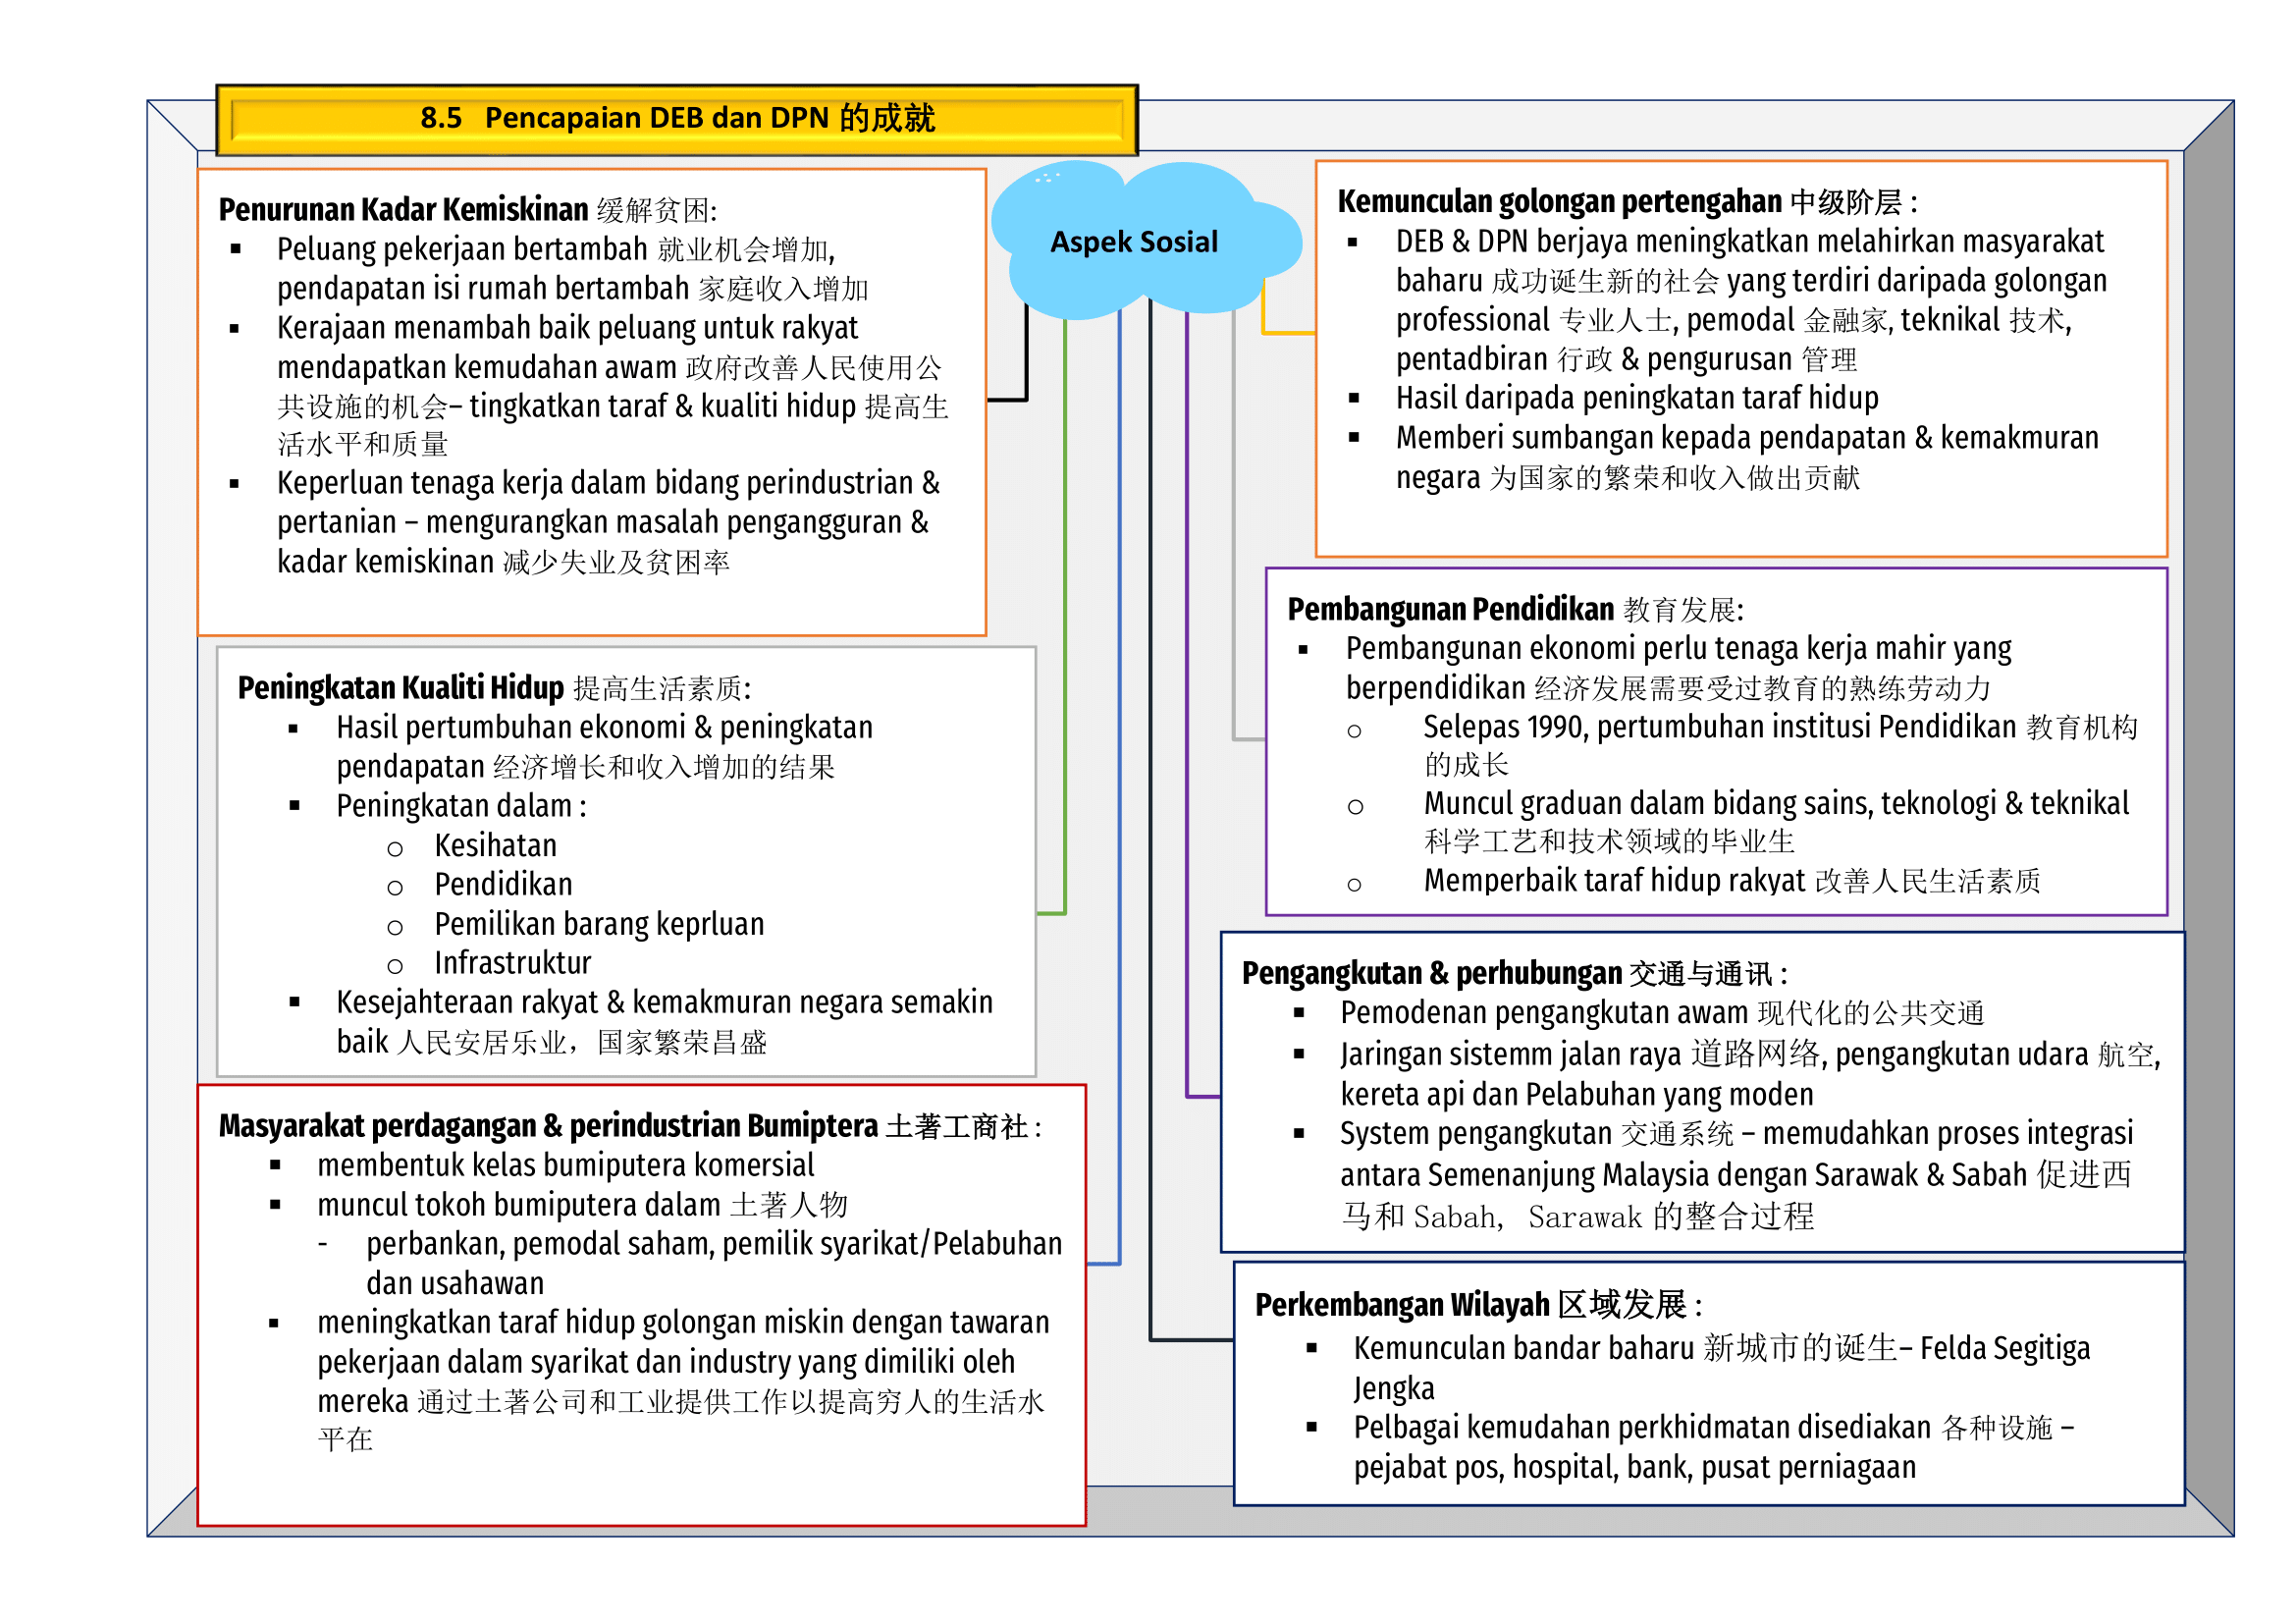 8.5 Pencapaian DEB dan DPN 的成就
Aspek Sosial
Penurunan Kadar Kemiskinan 缓解贫困:
▪ Peluang pekerjaan bertambah 就业机会增加,
pendapatan isi rumah bertambah 家庭收入增加
▪ Kerajaan menambah baik peluang untuk rakyat
mendapatkan kemudahan awam 政府改善人民使用公
共设施的机会– tingkatkan taraf & kualiti hidup 提高生
活水平和质量
▪ Keperluan tenaga kerja dalam bidang perindustrian &
pertanian – mengurangkan masalah pengangguran &
kadar kemiskinan 减少失业及贫困率
Peningkatan Kualiti Hidup 提高生活素质:
▪ Hasil pertumbuhan ekonomi & peningkatan
pendapatan 经济增长和收入增加的结果
▪ Peningkatan dalam :
o Kesihatan
o Pendidikan
o Pemilikan barang keprluan
o Infrastruktur
▪ Kesejahteraan rakyat & kemakmuran negara semakin
baik 人民安居乐业，国家繁荣昌盛
Masyarakat perdagangan & perindustrian Bumiptera 土著工商社 :
▪ membentuk kelas bumiputera komersial
▪ muncul tokoh bumiputera dalam 土著人物
- perbankan, pemodal saham, pemilik syarikat/Pelabuhan
dan usahawan
▪ meningkatkan taraf hidup golongan miskin dengan tawaran
pekerjaan dalam syarikat dan industry yang dimiliki oleh
mereka 通过土著公司和工业提供工作以提高穷人的生活水
平在
Kemunculan golongan pertengahan 中级阶层 :
▪ DEB & DPN berjaya meningkatkan melahirkan masyarakat
baharu 成功诞生新的社会 yang terdiri daripada golongan
professional 专业人士, pemodal 金融家, teknikal 技术,
pentadbiran 行政 & pengurusan 管理
▪ Hasil daripada peningkatan taraf hidup
▪ Memberi sumbangan kepada pendapatan & kemakmuran
negara 为国家的繁荣和收入做出贡献
Pembangunan Pendidikan 教育发展:
▪ Pembangunan ekonomi perlu tenaga kerja mahir yang
berpendidikan 经济发展需要受过教育的熟练劳动力
o Selepas 1990, pertumbuhan institusi Pendidikan 教育机构
的成长
o Muncul graduan dalam bidang sains, teknologi & teknikal
科学工艺和技术领域的毕业生
o Memperbaik taraf hidup rakyat 改善人民生活素质
Pengangkutan & perhubungan 交通与通讯 :
▪ Pemodenan pengangkutan awam 现代化的公共交通
▪ Jaringan sistemm jalan raya 道路网络, pengangkutan udara 航空,
kereta api dan Pelabuhan yang moden
▪ System pengangkutan 交通系统 – memudahkan proses integrasi
antara Semenanjung Malaysia dengan Sarawak & Sabah 促进西
马和 Sabah, Sarawak 的整合过程
Perkembangan Wilayah 区域发展 :
▪ Kemunculan bandar baharu 新城市的诞生– Felda Segitiga
Jengka
▪ Pelbagai kemudahan perkhidmatan disediakan 各种设施 –
pejabat pos, hospital, bank, pusat perniagaan